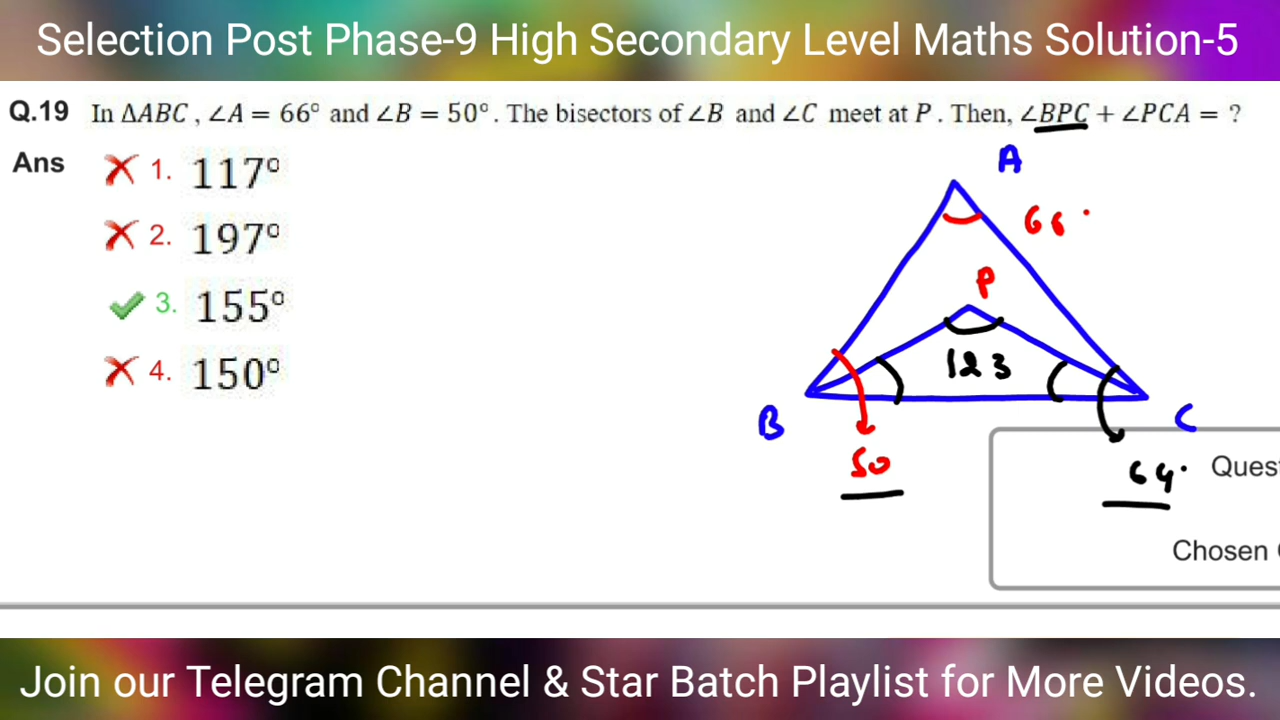 Selection Post Phase-9 High Secondary Level Maths Solution-5
Q.19 In ΔABC , ∠A = 66° and ∠B = 50°. The bisectors of ∠B and ∠C meet at P . Then, ∠BPC + ∠PCA = ?
Ans
1. 117°
2. 197°
3. 155°
4. 150°
A
66°
P
123
B
C
50
64°
Ques
Chosen
Join our Telegram Channel & Star Batch Playlist for More Videos.